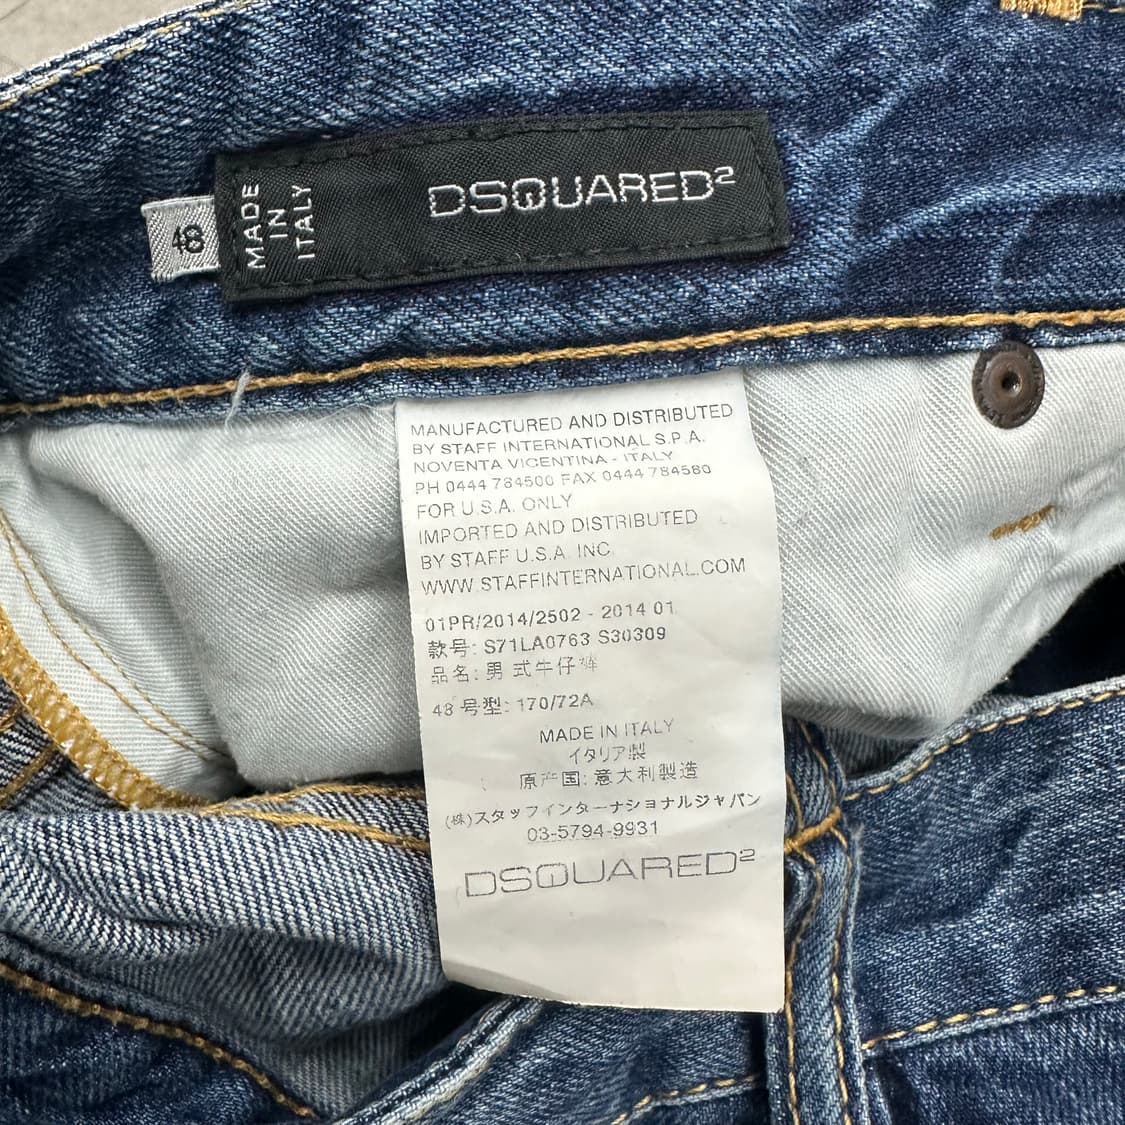 48
MADE
IN
ITALY
DSQUARED2
MANUFACTURED AND DISTRIBUTED
BY STAFF INTERNATIONAL S.P.A.
NOVENTA VICENTINA - ITALY
PH 0444 784500 FAX 0444 784580
FOR U.S.A. ONLY
IMPORTED AND DISTRIBUTED
BY STAFF U.S.A. INC.
WWW.STAFFINTERNATIONAL.COM
01PR/2014/2502 - 2014 01
款号: S71LA0763 S30309
品名: 男式牛仔裤
48 号型: 170/72A
MADE IN ITALY
イタリア製
原产国: 意大利製造
(株)スタッフインターナショナルジャパン
03-5794-9931
DSQUARED2